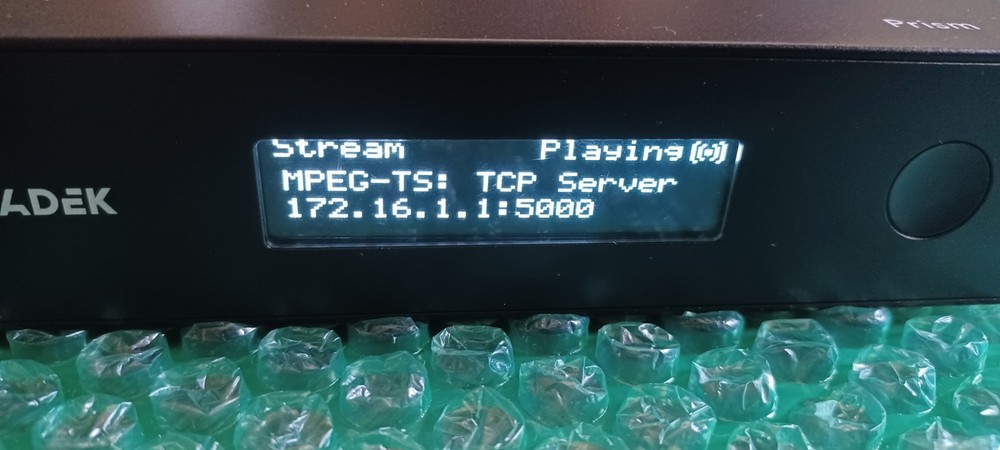 Prism
Stream Playing
MPEG-TS: TCP Server
172.16.1.1:5000
ADEK